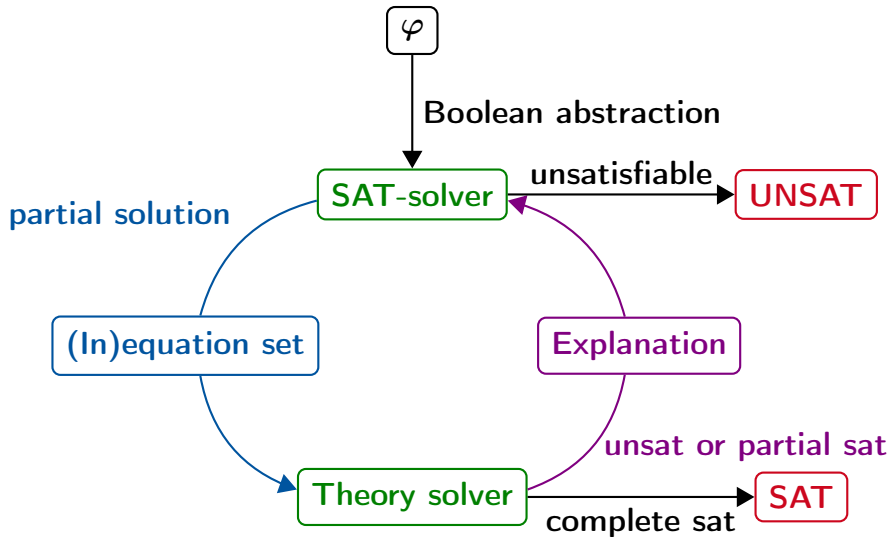 φ
Boolean abstraction
unsatisfiable
SAT-solver
UNSAT
partial solution
(In)equation set
Explanation
unsat or partial sat
Theory solver
SAT
complete sat